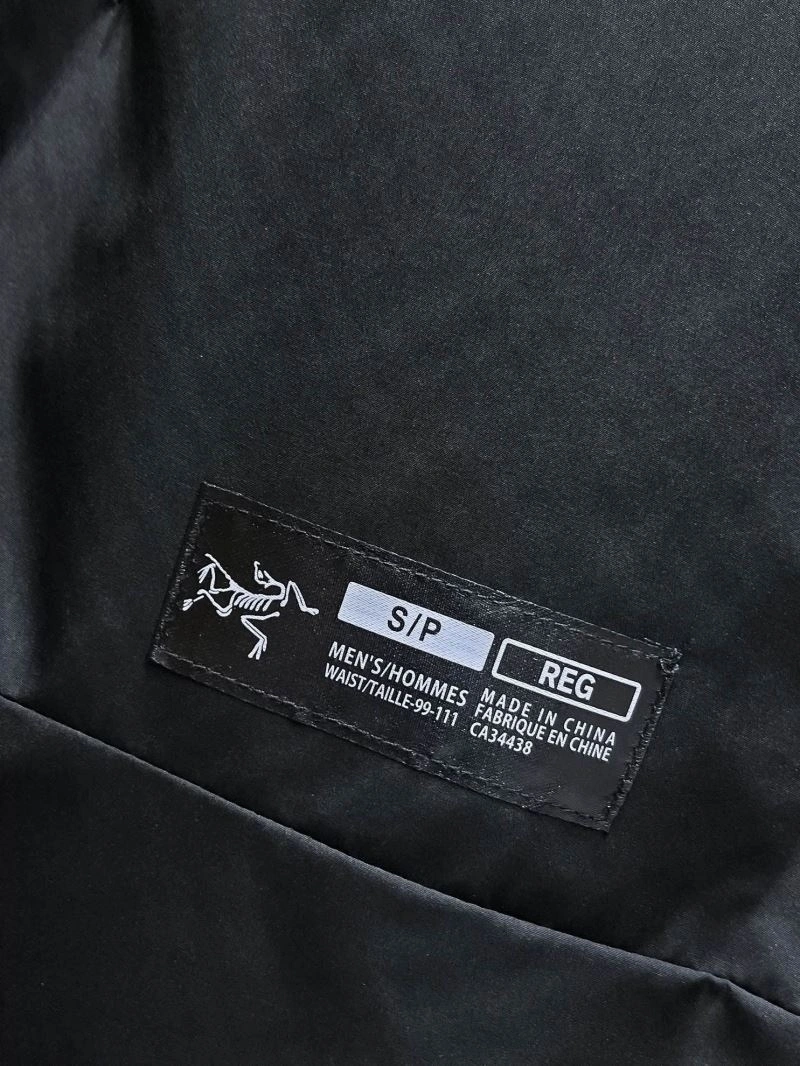 S/P
REG
MEN'S/HOMMES
WAIST/TAILLE-99-111
MADE IN CHINA
FABRIQUE EN CHINE
CA34438